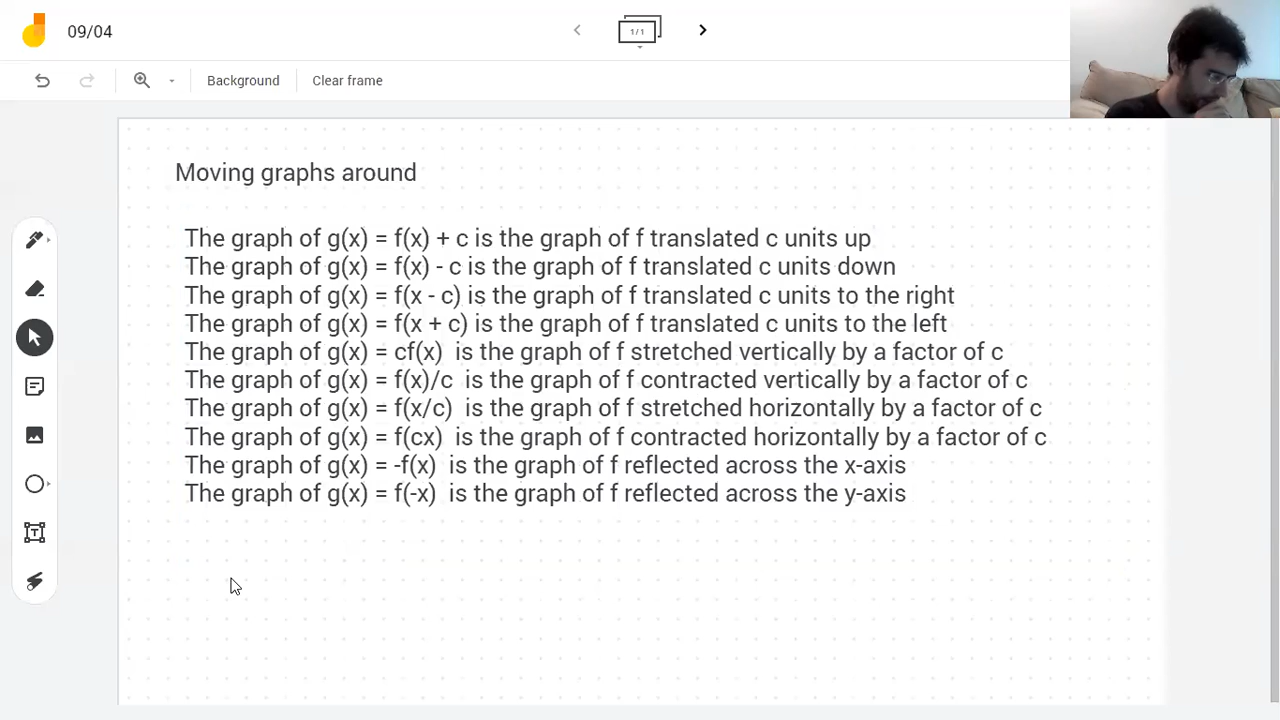 09/04
1/1
Background
Clear frame
Moving graphs around
The graph of g(x) = f(x) + c is the graph of f translated c units up
The graph of g(x) = f(x) - c is the graph of f translated c units down
The graph of g(x) = f(x - c) is the graph of f translated c units to the right
The graph of g(x) = f(x + c) is the graph of f translated c units to the left
The graph of g(x) = cf(x)  is the graph of f stretched vertically by a factor of c
The graph of g(x) = f(x)/c  is the graph of f contracted vertically by a factor of c
The graph of g(x) = f(x/c)  is the graph of f stretched horizontally by a factor of c
The graph of g(x) = f(cx)  is the graph of f contracted horizontally by a factor of c
The graph of g(x) = -f(x)  is the graph of f reflected across the x-axis
The graph of g(x) = f(-x)  is the graph of f reflected across the y-axis